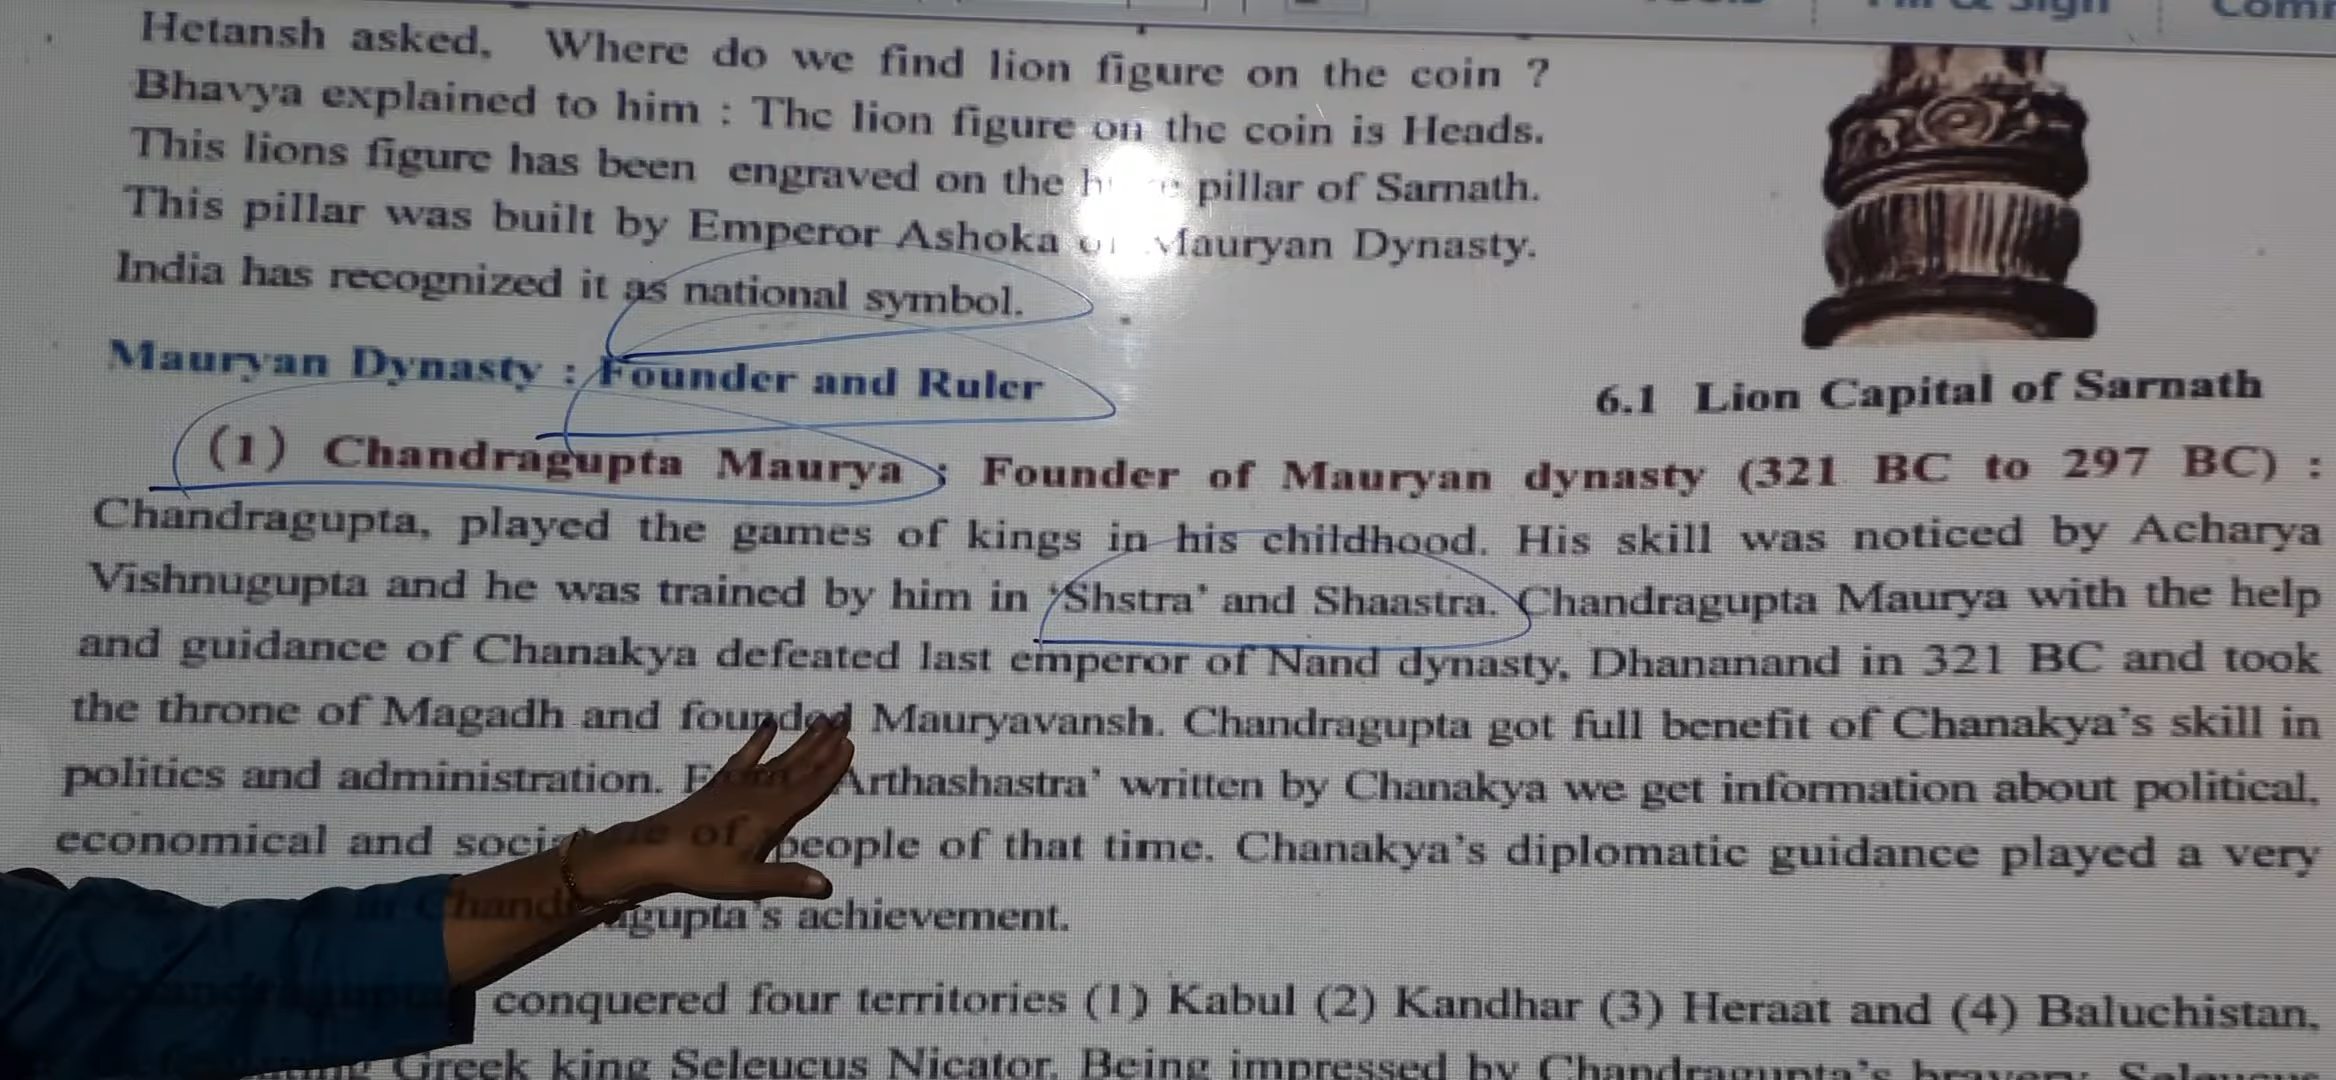 Hetansh asked, Where do we find lion figure on the coin ?
Bhavya explained to him : The lion figure on the coin is Heads.
This lions figure has been engraved on the pillar of Sarnath.
This pillar was built by Emperor Ashoka Mauryan Dynasty.
India has recognized it as national symbol.
Mauryan Dynasty : Founder and Ruler
6.1 Lion Capital of Sarnath
(1) Chandragupta Maurya ; Founder of Mauryan dynasty (321 BC to 297 BC) :
Chandragupta, played the games of kings in his childhood. His skill was noticed by Acharya
Vishnugupta and he was trained by him in 'Shstra' and Shaastra. Chandragupta Maurya with the help
and guidance of Chanakya defeated last emperor of Nand dynasty, Dhananand in 321 BC and took
the throne of Magadh and founded Mauryavansh. Chandragupta got full benefit of Chanakya's skill in
politics and administration. Arthashastra' written by Chanakya we get information about political,
economical and of people of that time. Chanakya's diplomatic guidance played a very
Chandragupta's achievement.
conquered four territories (1) Kabul (2) Kandhar (3) Heraat and (4) Baluchistan,
Greek king Seleucus Nicator. Being impressed by Chandragupta's bravery